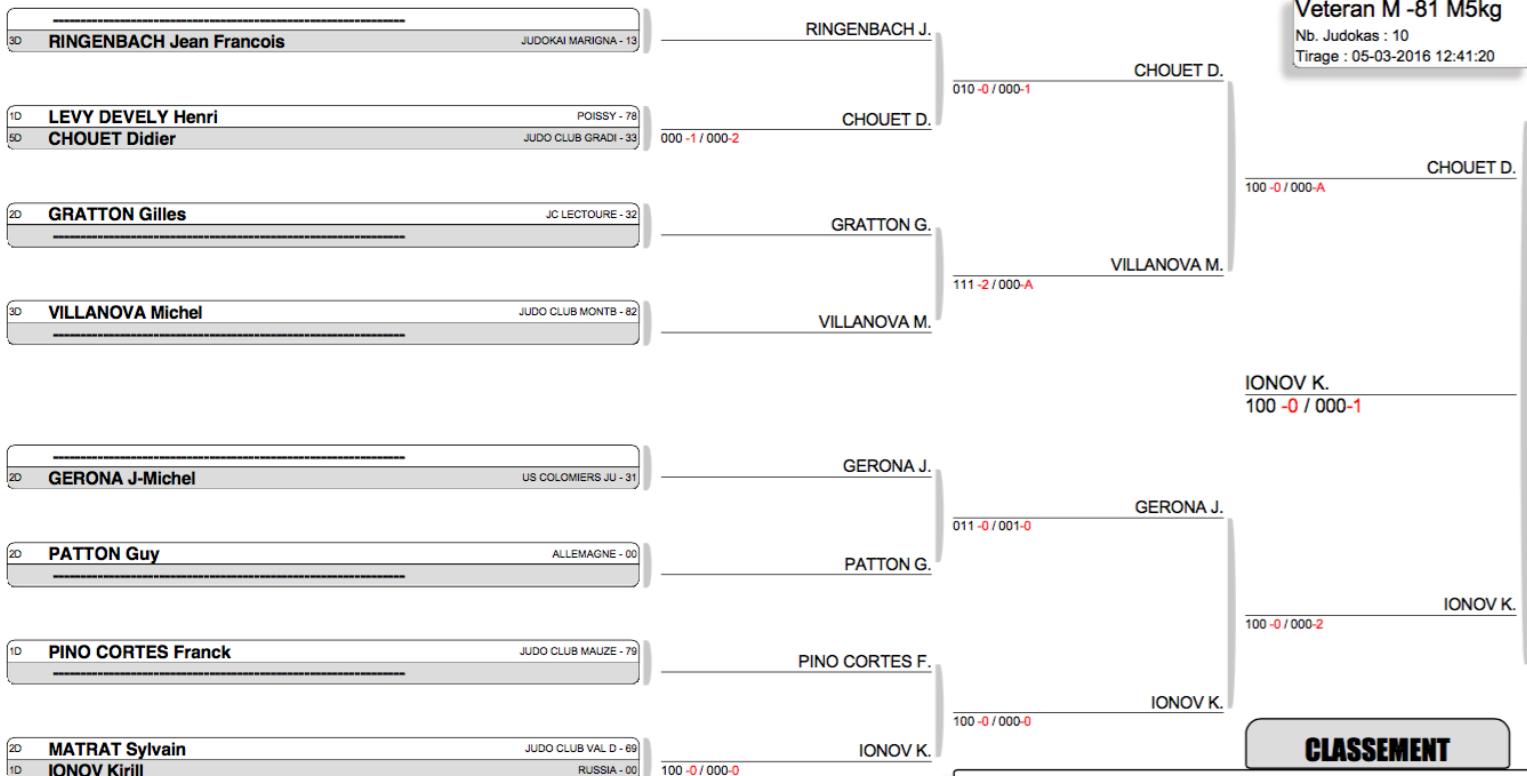 Veteran M -81 M5kg
Nb. Judokas : 10
Tirage : 05-03-2016 12:41:20
3D RINGENBACH Jean Francois JUDOKAI MARIGNA - 13
1D LEVY DEVELY Henri POISSY - 78
5D CHOUET Didier JUDO CLUB GRADI - 33
2D GRATTON Gilles JC LECTOURE - 32
3D VILLANOVA Michel JUDO CLUB MONTB - 82
2D GERONA J-Michel US COLOMIERS JU - 31
2D PATTON Guy ALLEMAGNE - 00
1D PINO CORTES Franck JUDO CLUB MAUZE - 79
2D MATRAT Sylvain JUDO CLUB VAL D - 69
1D IONOV Kirill RUSSIA - 00
RINGENBACH J.
CHOUET D.
000 -1 / 000-2
GRATTON G.
VILLANOVA M.
GERONA J.
PATTON G.
PINO CORTES F.
IONOV K.
100 -0 / 000-0
CHOUET D.
010 -0 / 000-1
VILLANOVA M.
111 -2 / 000-A
GERONA J.
011 -0 / 001-0
IONOV K.
100 -0 / 000-0
CHOUET D.
100 -0 / 000-A
IONOV K.
100 -0 / 000-1
IONOV K.
100 -0 / 000-2
CLASSEMENT